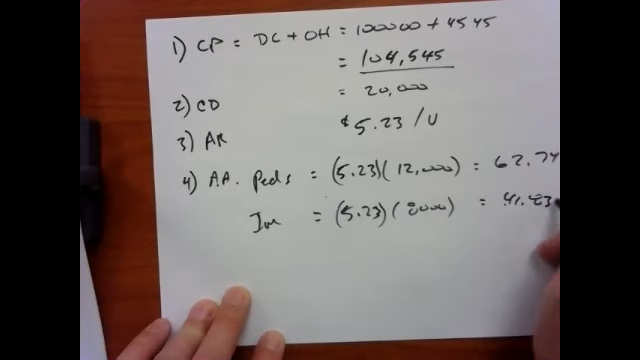 1) CP = DC + OH = 100000 + 4545
= 104,545
2) CD = 20,000
3) AR $5.23 / U
4) A.A. Peds = (5.23)(12,000) = 62.74
= (5.23)(8000) = 41.83